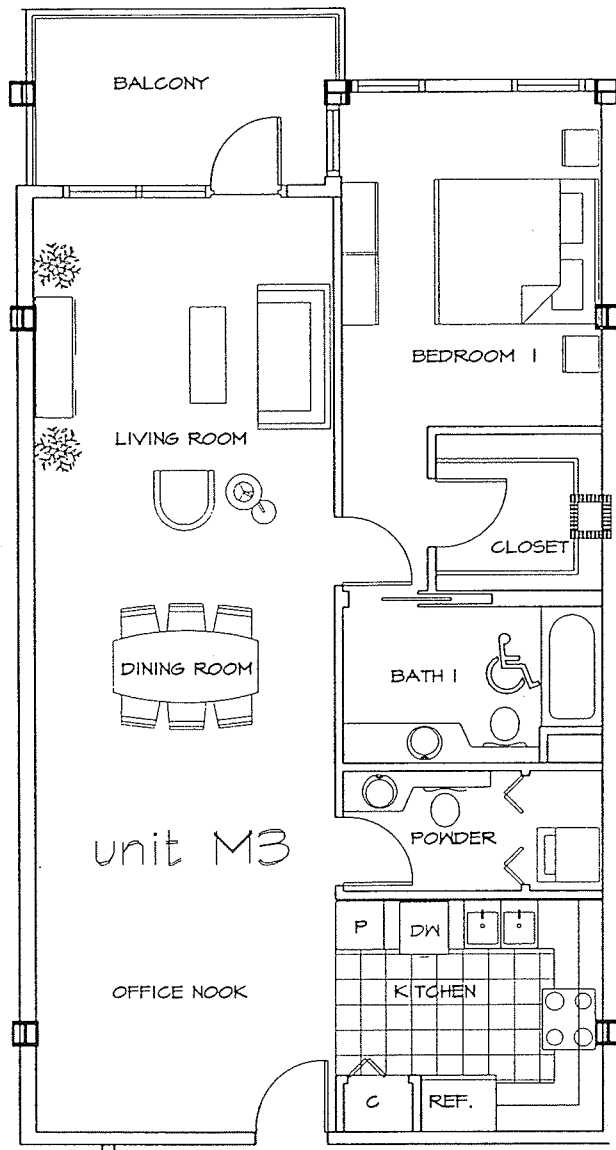 BALCONY
BEDROOM 1
LIVING ROOM
CLOSET
DINING ROOM
BATH 1
unit M3
POWDER
P
DW
OFFICE NOOK
KITCHEN
C
REF.